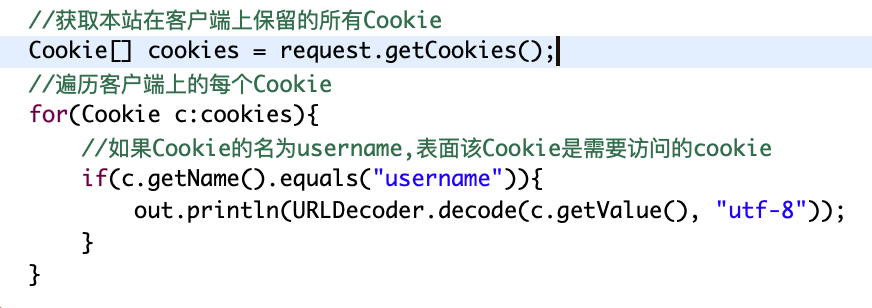 //获取本站在客户端上保留的所有Cookie
Cookie[] cookies = request.getCookies();
//遍历客户端上的每个Cookie
for(Cookie c:cookies){
    //如果Cookie的名为username,表面该Cookie是需要访问的cookie
    if(c.getName().equals("username")){
        out.println(URLDecoder.decode(c.getValue(), "utf-8"));
    }
}